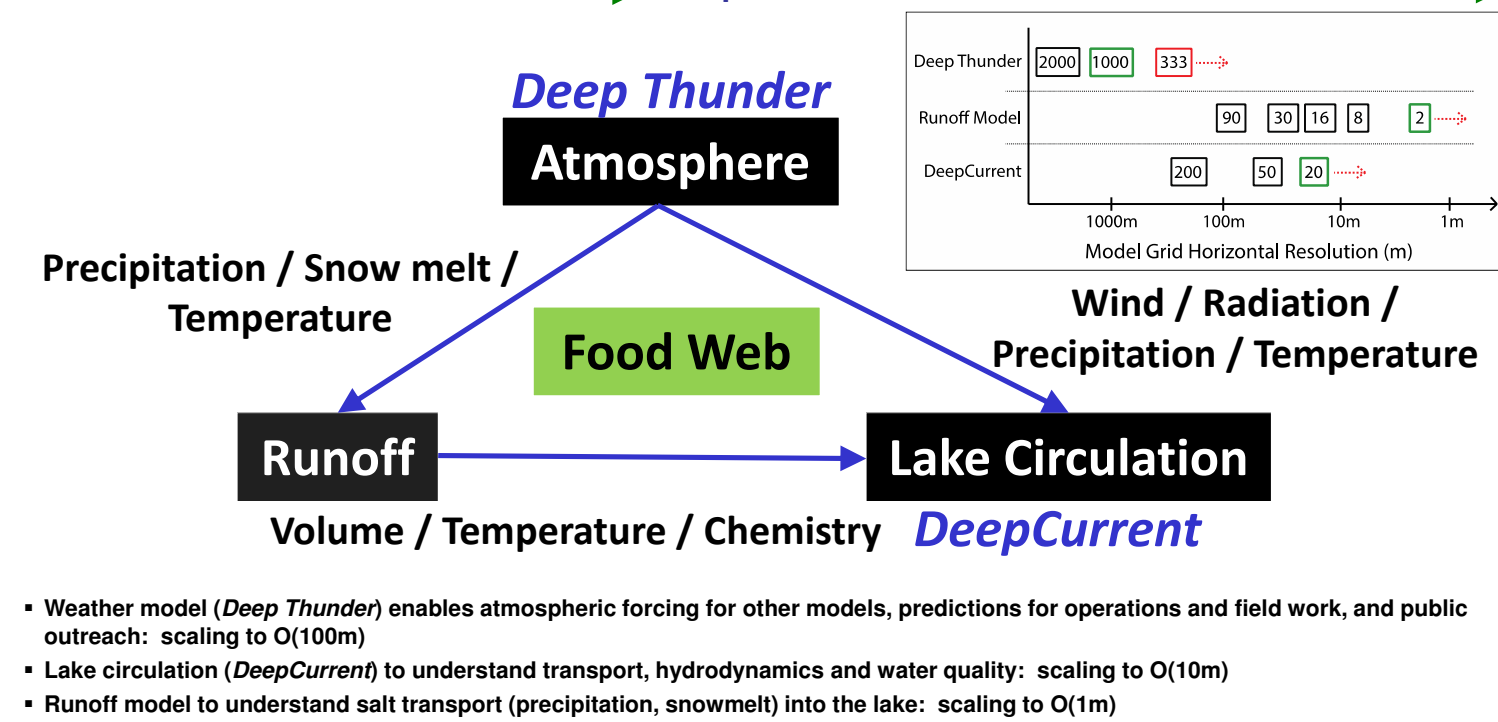 Deep Thunder
Atmosphere
Precipitation / Snow melt /
Temperature
Food Web
Runoff
Lake Circulation
Volume / Temperature / Chemistry
DeepCurrent
Deep Thunder 2000 1000 333
Runoff Model 90 30 16 8 2
DeepCurrent 200 50 20
1000m 100m 10m 1m
Model Grid Horizontal Resolution (m)
Wind / Radiation /
Precipitation / Temperature
▪ Weather model (Deep Thunder) enables atmospheric forcing for other models, predictions for operations and field work, and public
outreach: scaling to O(100m)
▪ Lake circulation (DeepCurrent) to understand transport, hydrodynamics and water quality: scaling to O(10m)
▪ Runoff model to understand salt transport (precipitation, snowmelt) into the lake: scaling to O(1m)